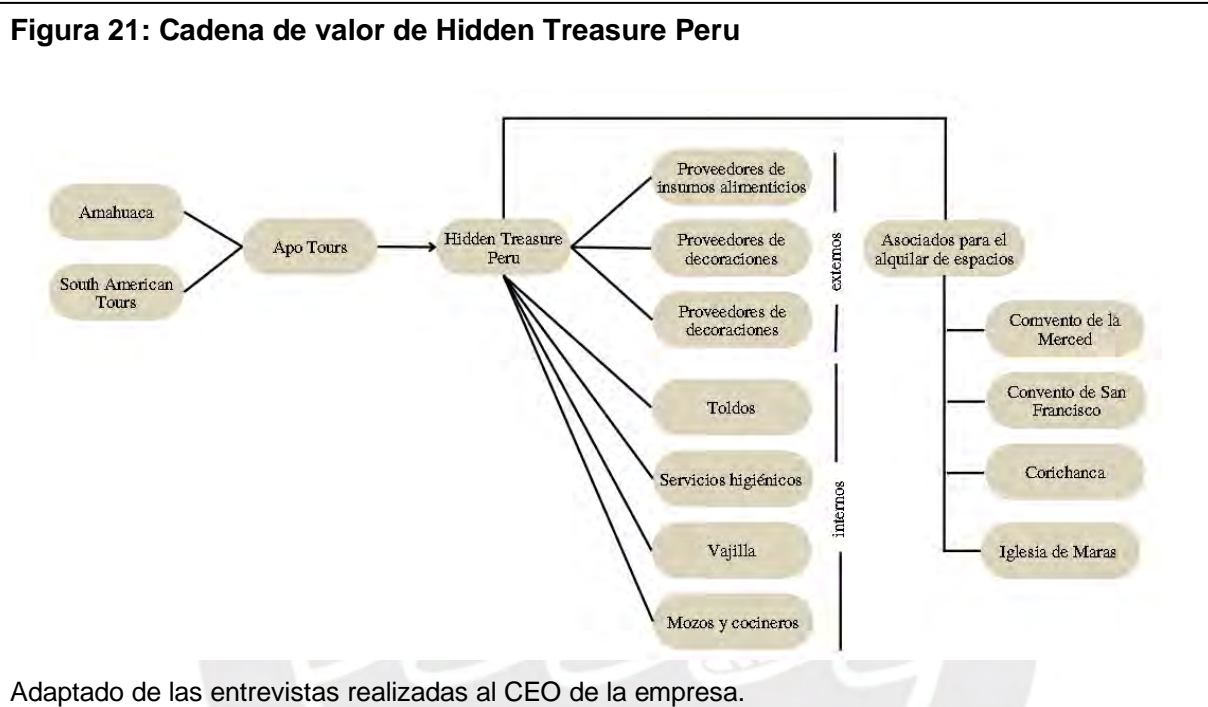 Figura 21: Cadena de valor de Hidden Treasure Peru
Amahuaca
South American
Tours
Apo Tours
Hidden Treasure
Peru
Proveedores de
insumos alimenticios
Proveedores de
decoraciones
Proveedores de
decoraciones
externos
Toldos
Servicios higiénicos
Vajilla
Mozos y cocineros
internos
Asociados para el
alquilar de espacios
Comvento de la
Merced
Convento de San
Francisco
Corichanca
Iglesia de Maras
Adaptado de las entrevistas realizadas al CEO de la empresa.